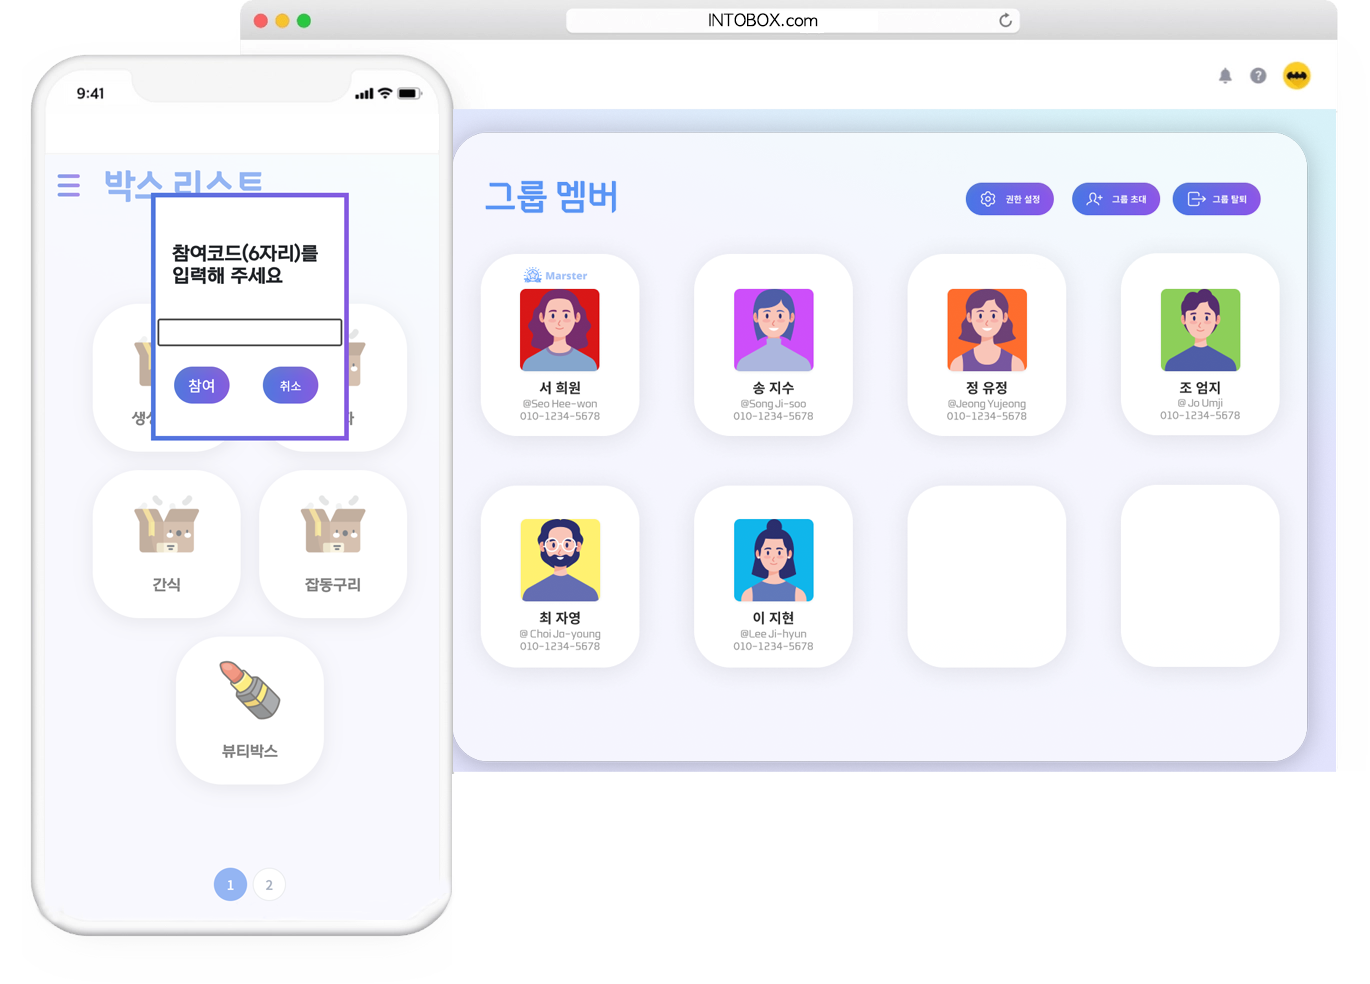 INTOBOX.com
9:41
박스 리스트
참여코드(6자리)를
입력해 주세요
참여
취소
간식
잡동구리
뷰티박스
1
2
그룹 멤버
권한 설정
그룹 초대
그룹 탈퇴
Marster
서 희원
@Seo Hee-won
010-1234-5678
송 지수
@Song Ji-soo
010-1234-5678
정 유정
@Jeong Yujeong
010-1234-5678
조 엄지
@ Jo Umji
010-1234-5678
최 자영
@ Choi Ja-young
010-1234-5678
이 지현
@Lee Ji-hyun
010-1234-5678